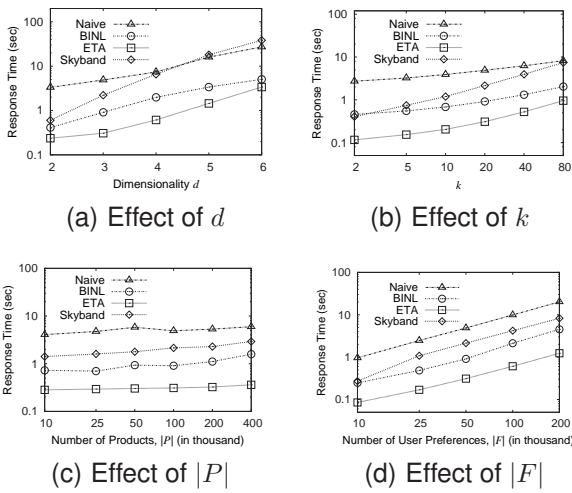 100
10
1
0.1
Response Time (sec)
Naive
BINL
ETA
Skyband
2 3 4 5 6
Dimensionality d
(a) Effect of d
100
10
1
0.1
Response Time (sec)
Naive
BINL
ETA
Skyband
2 5 10 20 40 80
k
(b) Effect of k
100
10
1
0.1
Response Time (sec)
Naive
BINL
ETA
Skyband
10 25 50 100 200 400
Number of Products, |P| (in thousand)
(c) Effect of |P|
100
10
1
0.1
Response Time (sec)
Naive
BINL
ETA
Skyband
10 25 50 100 200
Number of User Preferences, |F| (in thousand)
(d) Effect of |F|